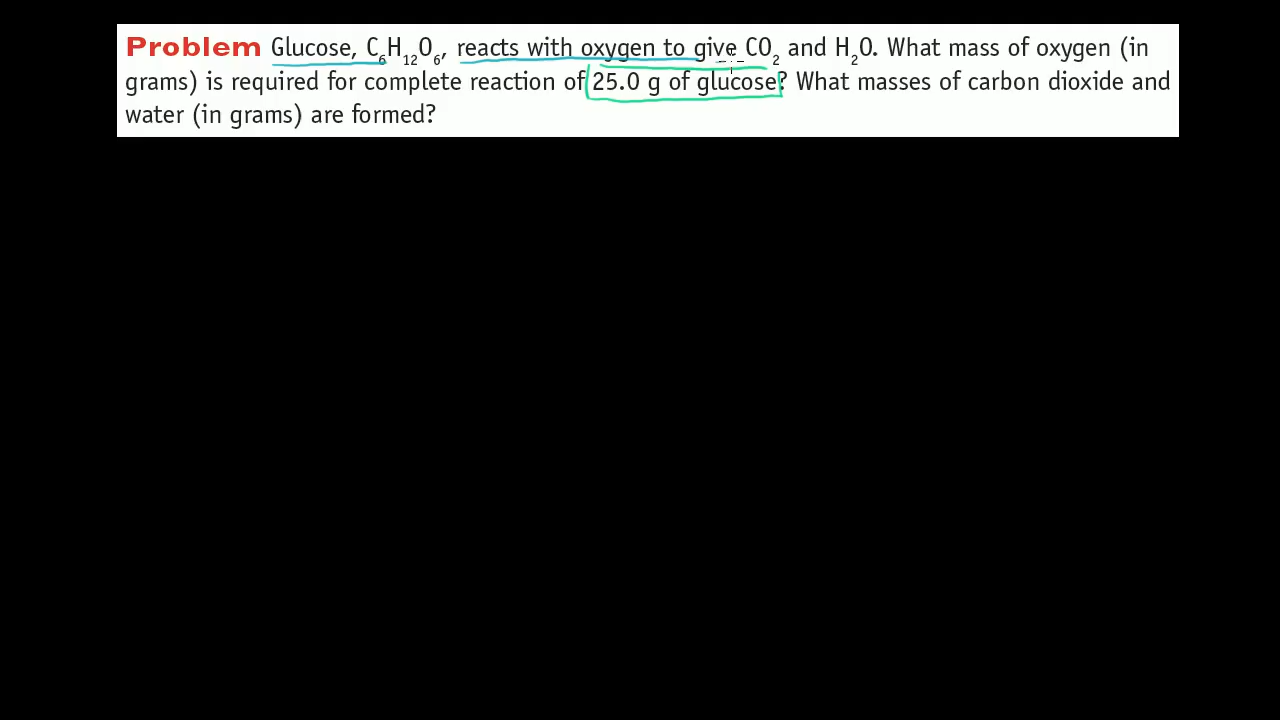 Problem Glucose, C₆H₁₂O₆, reacts with oxygen to give CO₂ and H₂O. What mass of oxygen (in
grams) is required for complete reaction of 25.0 g of glucose? What masses of carbon dioxide and
water (in grams) are formed?